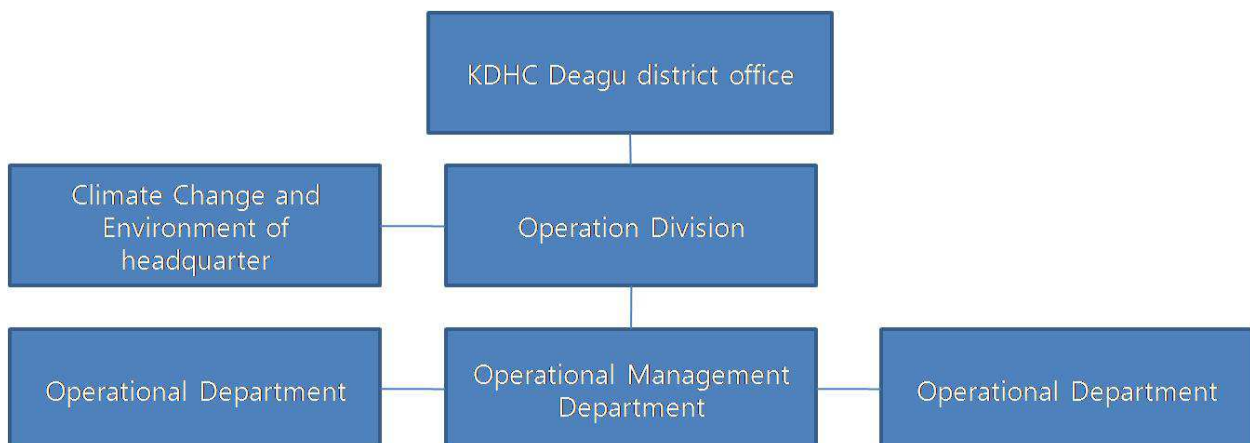 KDHC Deagu district office
Climate Change and
Environment of
headquarter
Operation Division
Operational Department
Operational Management
Department
Operational Department